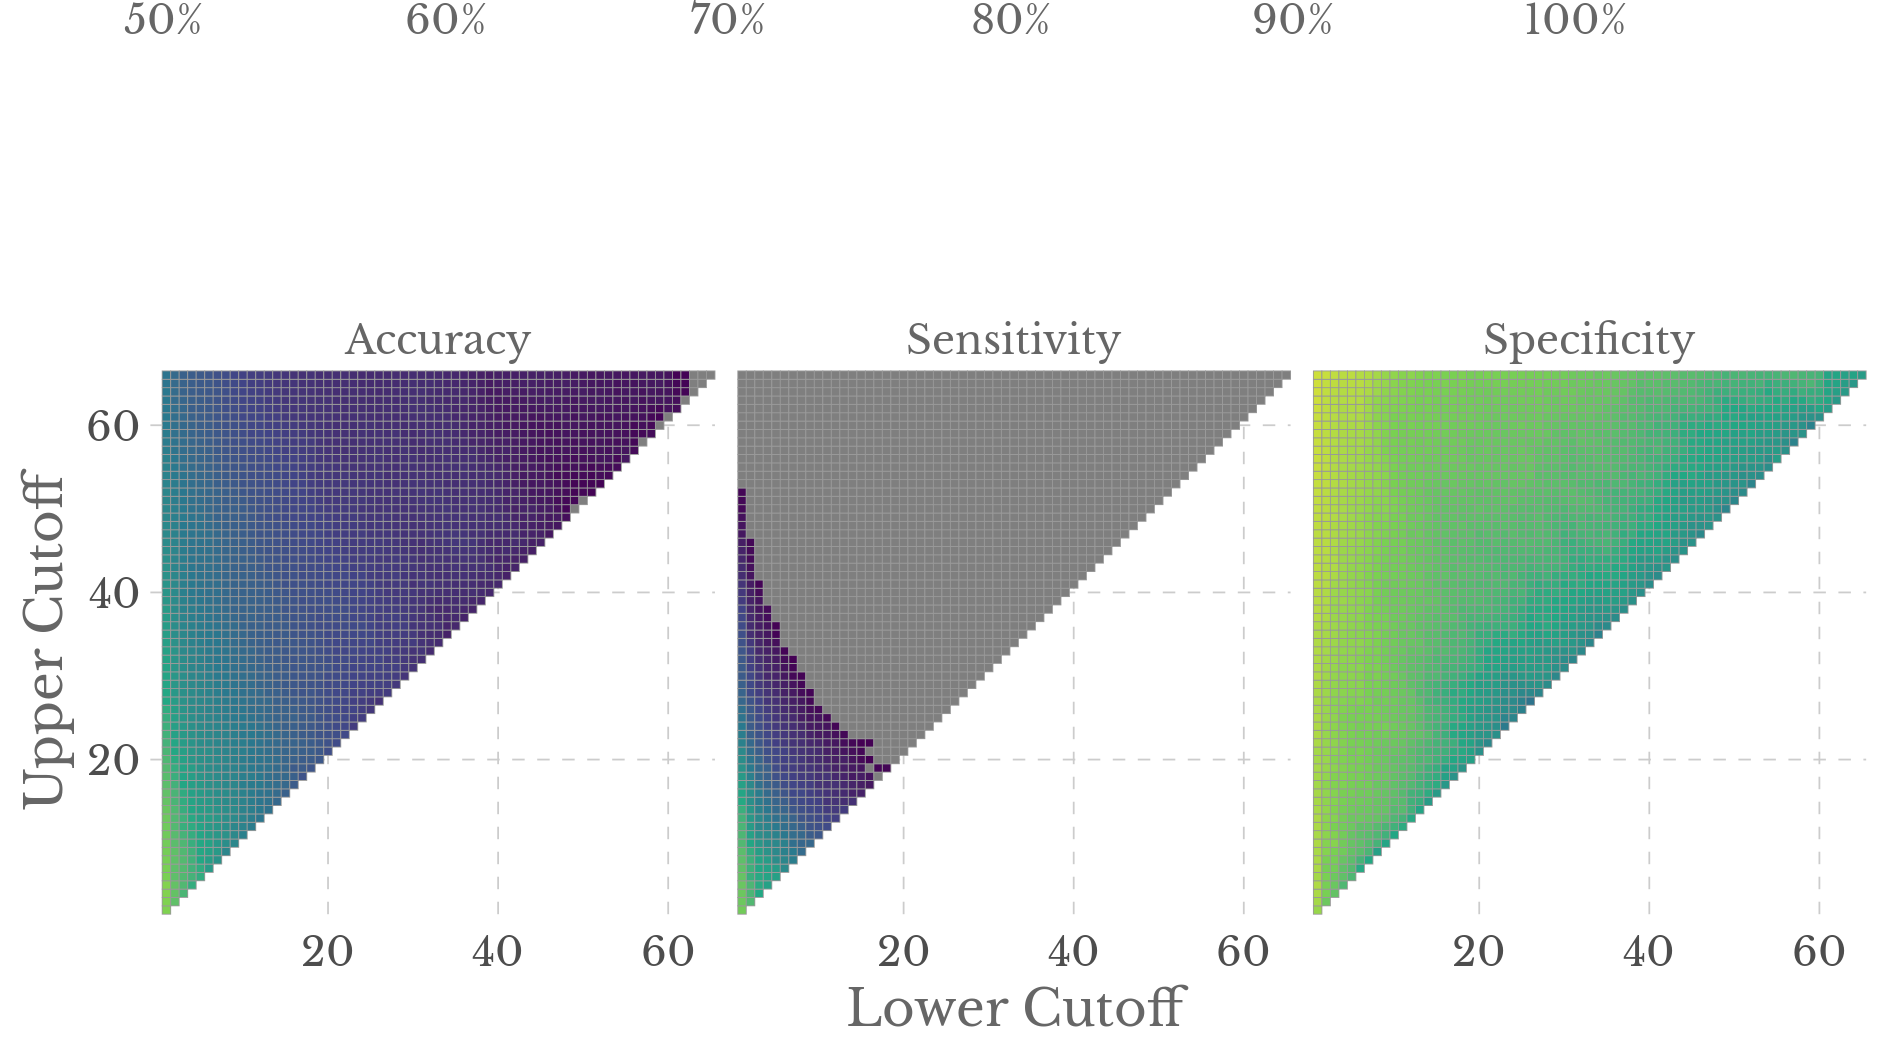 50% 60% 70% 80% 90% 100%
Accuracy Sensitivity Specificity
Upper Cutoff
60
40
20
20 40 60 20 40 60 20 40 60
Lower Cutoff